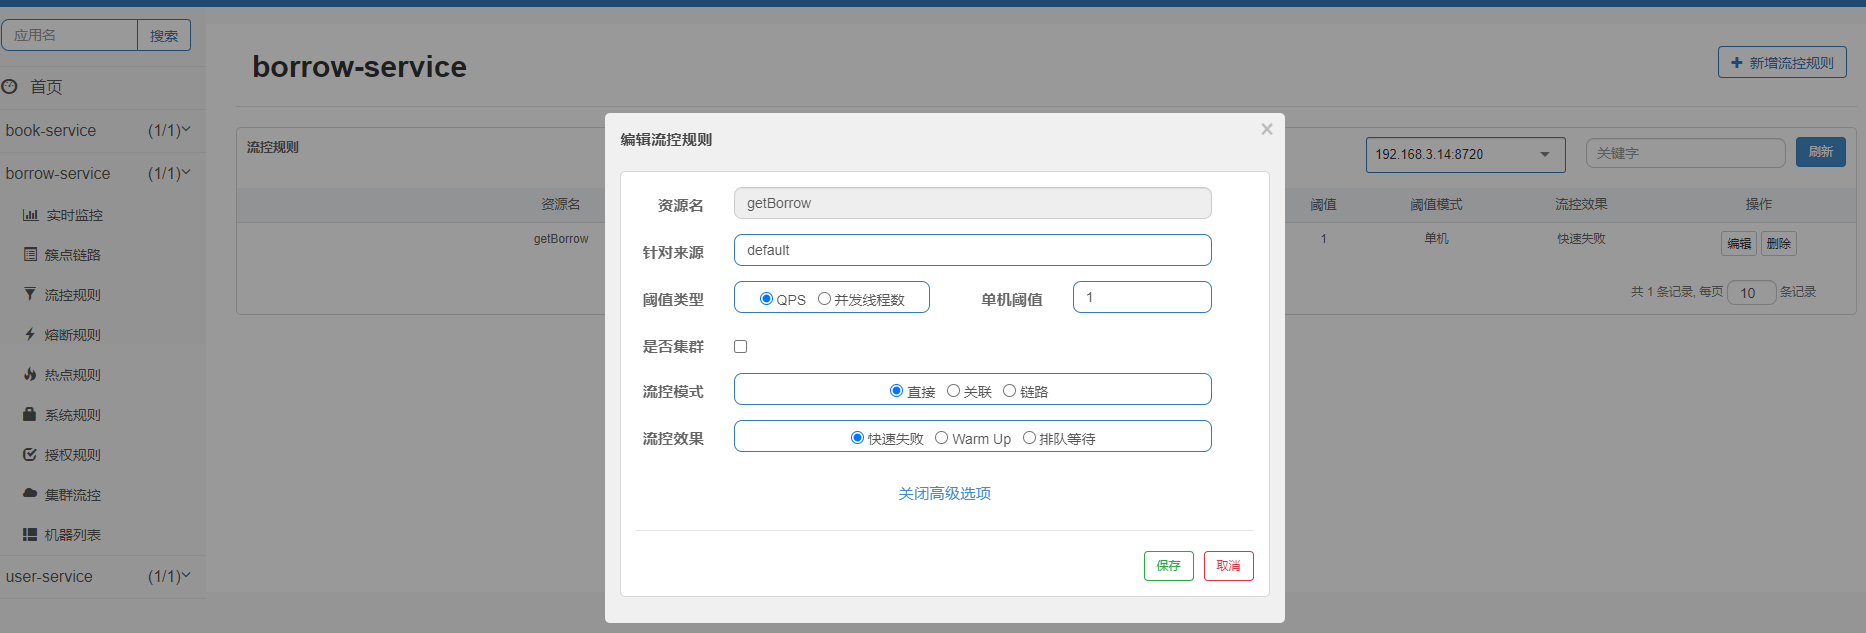 应用名 搜索
首页
book-service (1/1)
borrow-service (1/1)
实时监控
簇点链路
流控规则
熔断规则
热点规则
系统规则
授权规则
集群流控
机器列表
user-service (1/1)
borrow-service
新增流控规则
流控规则
192.168.3.14:8720 关键字 刷新
资源名 阈值 阈值模式 流控效果 操作
getBorrow 1 单机 快速失败 编辑 删除
共 1 条记录, 每页 10 条记录
编辑流控规则 ×
资源名 getBorrow
针对来源 default
阈值类型 QPS 并发线程数 单机阈值 1
是否集群
流控模式 直接 关联 链路
流控效果 快速失败 Warm Up 排队等待
关闭高级选项
保存 取消